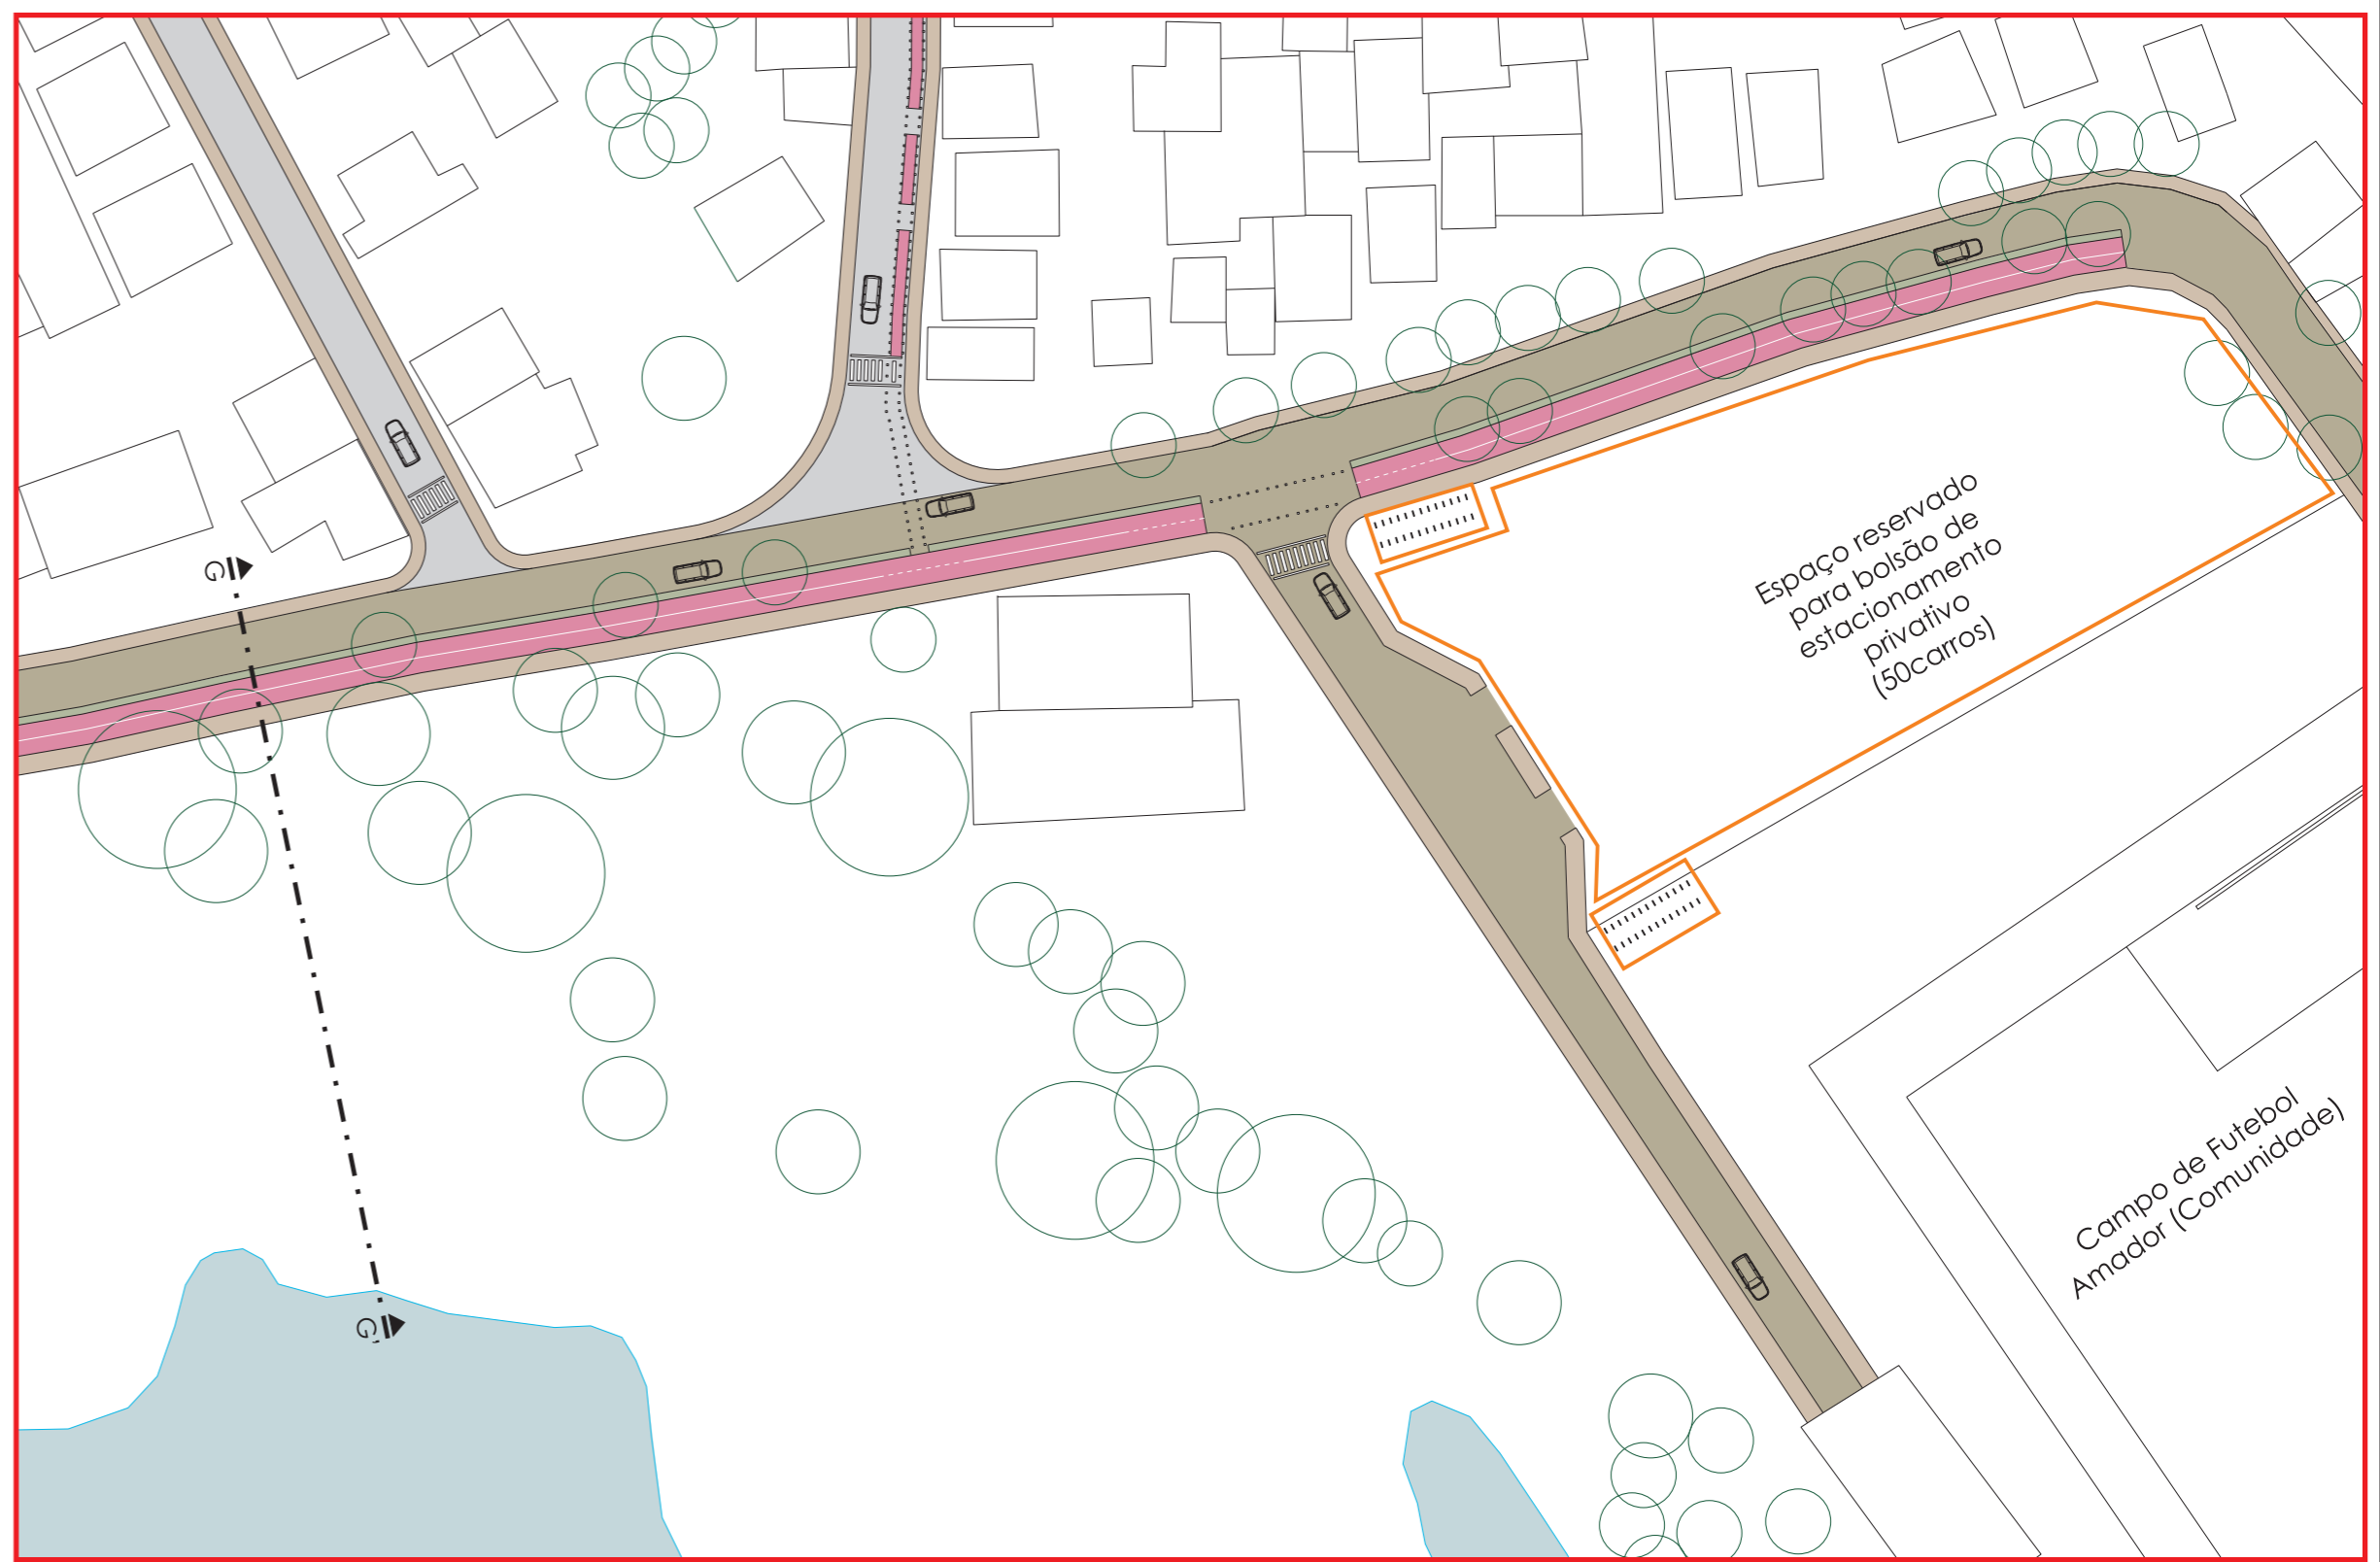 Espaço reservado
para bolsão de
estacionamento
privativo
(50carros)
G
Campo de Futebol
Amador (Comunidade)
G'